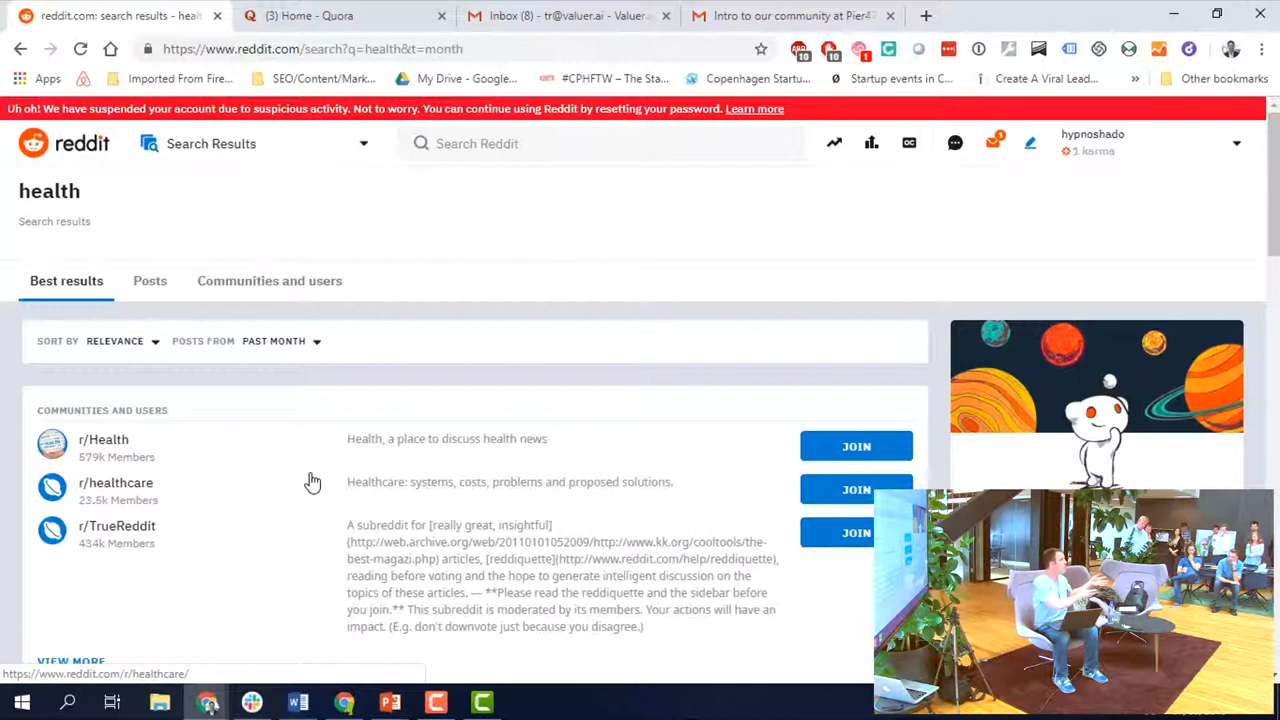 reddit.com: search results - heal
(3) Home - Quora
Inbox (8) - tr@valuer.ai - Valuer.
Intro to our community at Pier47
https://www.reddit.com/search?q=health&t=month
10
10
1
Apps
Imported From Fire...
SEO/Content/Mark...
My Drive - Google...
#CPHFTW – The Sta...
Copenhagen Startu...
Startup events in C...
Create A Viral Lead...
Other bookmarks
Uh oh! We have suspended your account due to suspicious activity. Not to worry. You can continue using Reddit by resetting your password. Learn more
reddit
Search Results
Search Reddit
OC
1
hypnoshado
1 karma
health
Search results
Best results
Posts
Communities and users
SORT BY RELEVANCE POSTS FROM PAST MONTH
COMMUNITIES AND USERS
r/Health
579k Members
Health, a place to discuss health news
JOIN
r/healthcare
23.5k Members
Healthcare: systems, costs, problems and proposed solutions.
JOIN
r/TrueReddit
434k Members
A subreddit for [really great, insightful]
(http://web.archive.org/web/20110101052009/http://www.kk.org/cooltools/the-
best-magazi.php) articles, [reddiquette](http://www.reddit.com/help/reddiquette),
reading before voting and the hope to generate intelligent discussion on the
topics of these articles. — **Please read the reddiquette and the sidebar before
you join.** This subreddit is moderated by its members. Your actions will have an
impact. (E.g. don't downvote just because you disagree.)
JOIN
VIEW MORE
https://www.reddit.com/r/healthcare/